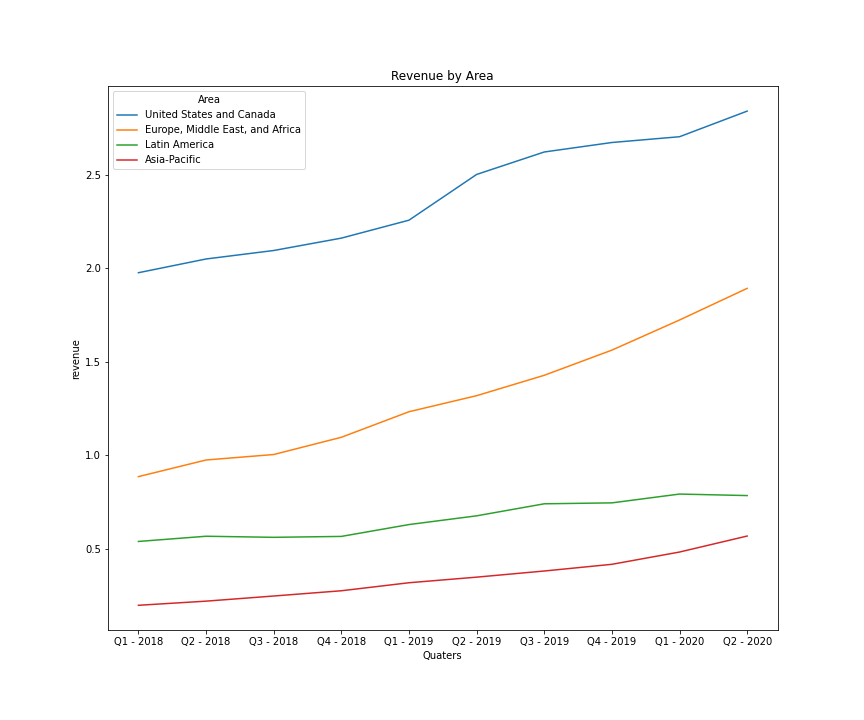 Revenue by Area
Area
United States and Canada
Europe, Middle East, and Africa
Latin America
Asia-Pacific
revenue
2.5
2.0
1.5
1.0
0.5
Q1 - 2018 Q2 - 2018 Q3 - 2018 Q4 - 2018 Q1 - 2019 Q2 - 2019 Q3 - 2019 Q4 - 2019 Q1 - 2020 Q2 - 2020
Quaters